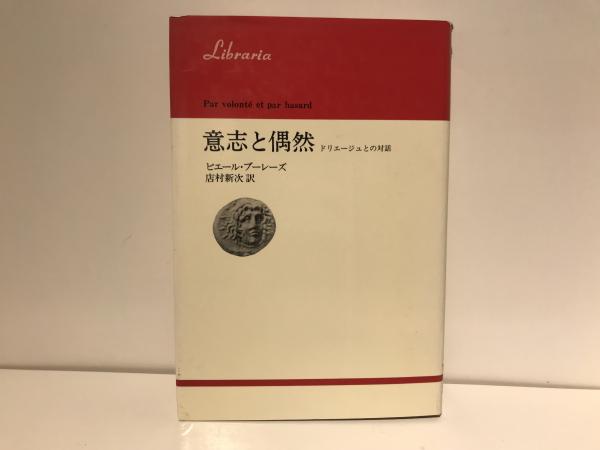 Libraria
Par volonté et par hasard
意志と偶然 ドリエージュとの対話
ピエール・ブーレーズ
店村新次 訳